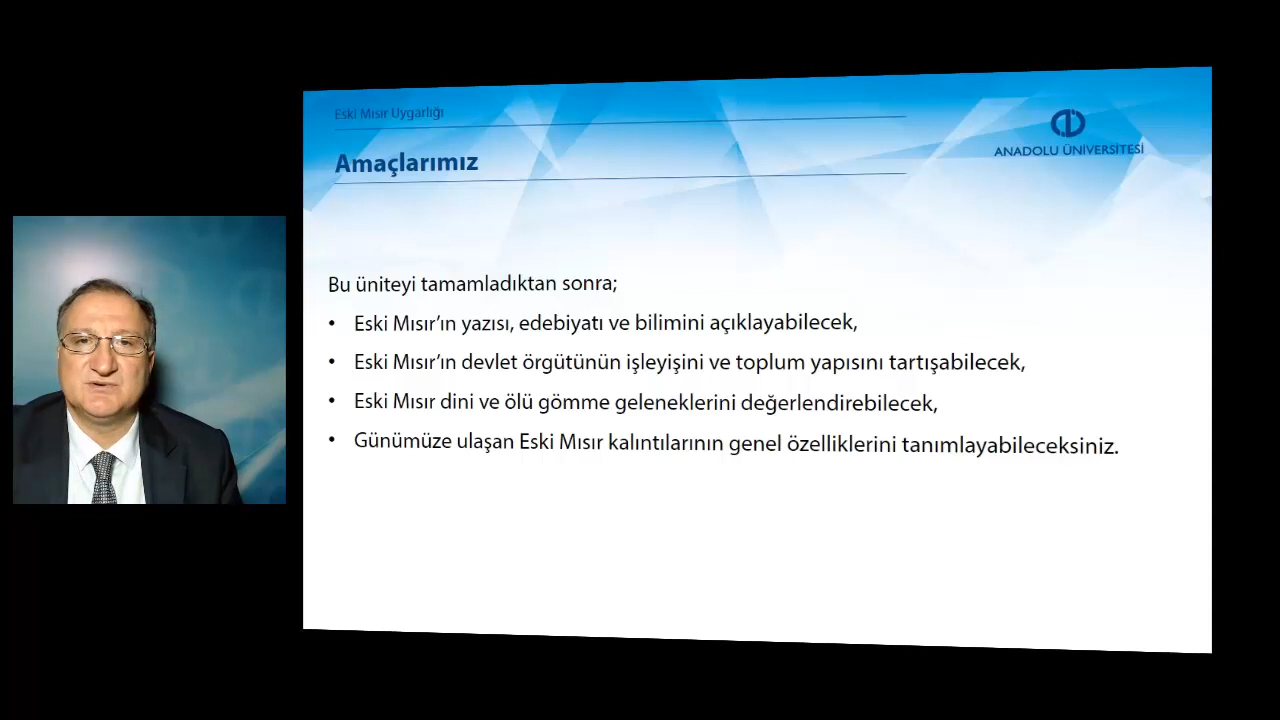 Eski Mısır Uygarlığı
Amaçlarımız
ANADOLU ÜNİVERSİTESİ
Bu üniteyi tamamladıktan sonra;
• Eski Mısır’ın yazısı, edebiyatı ve bilimini açıklayabilecek,
• Eski Mısır’ın devlet örgütünün işleyişini ve toplum yapısını tartışabilecek,
• Eski Mısır dini ve ölü gömme geleneklerini değerlendirebilecek,
• Günümüze ulaşan Eski Mısır kalıntılarının genel özelliklerini tanımlayabileceksiniz.